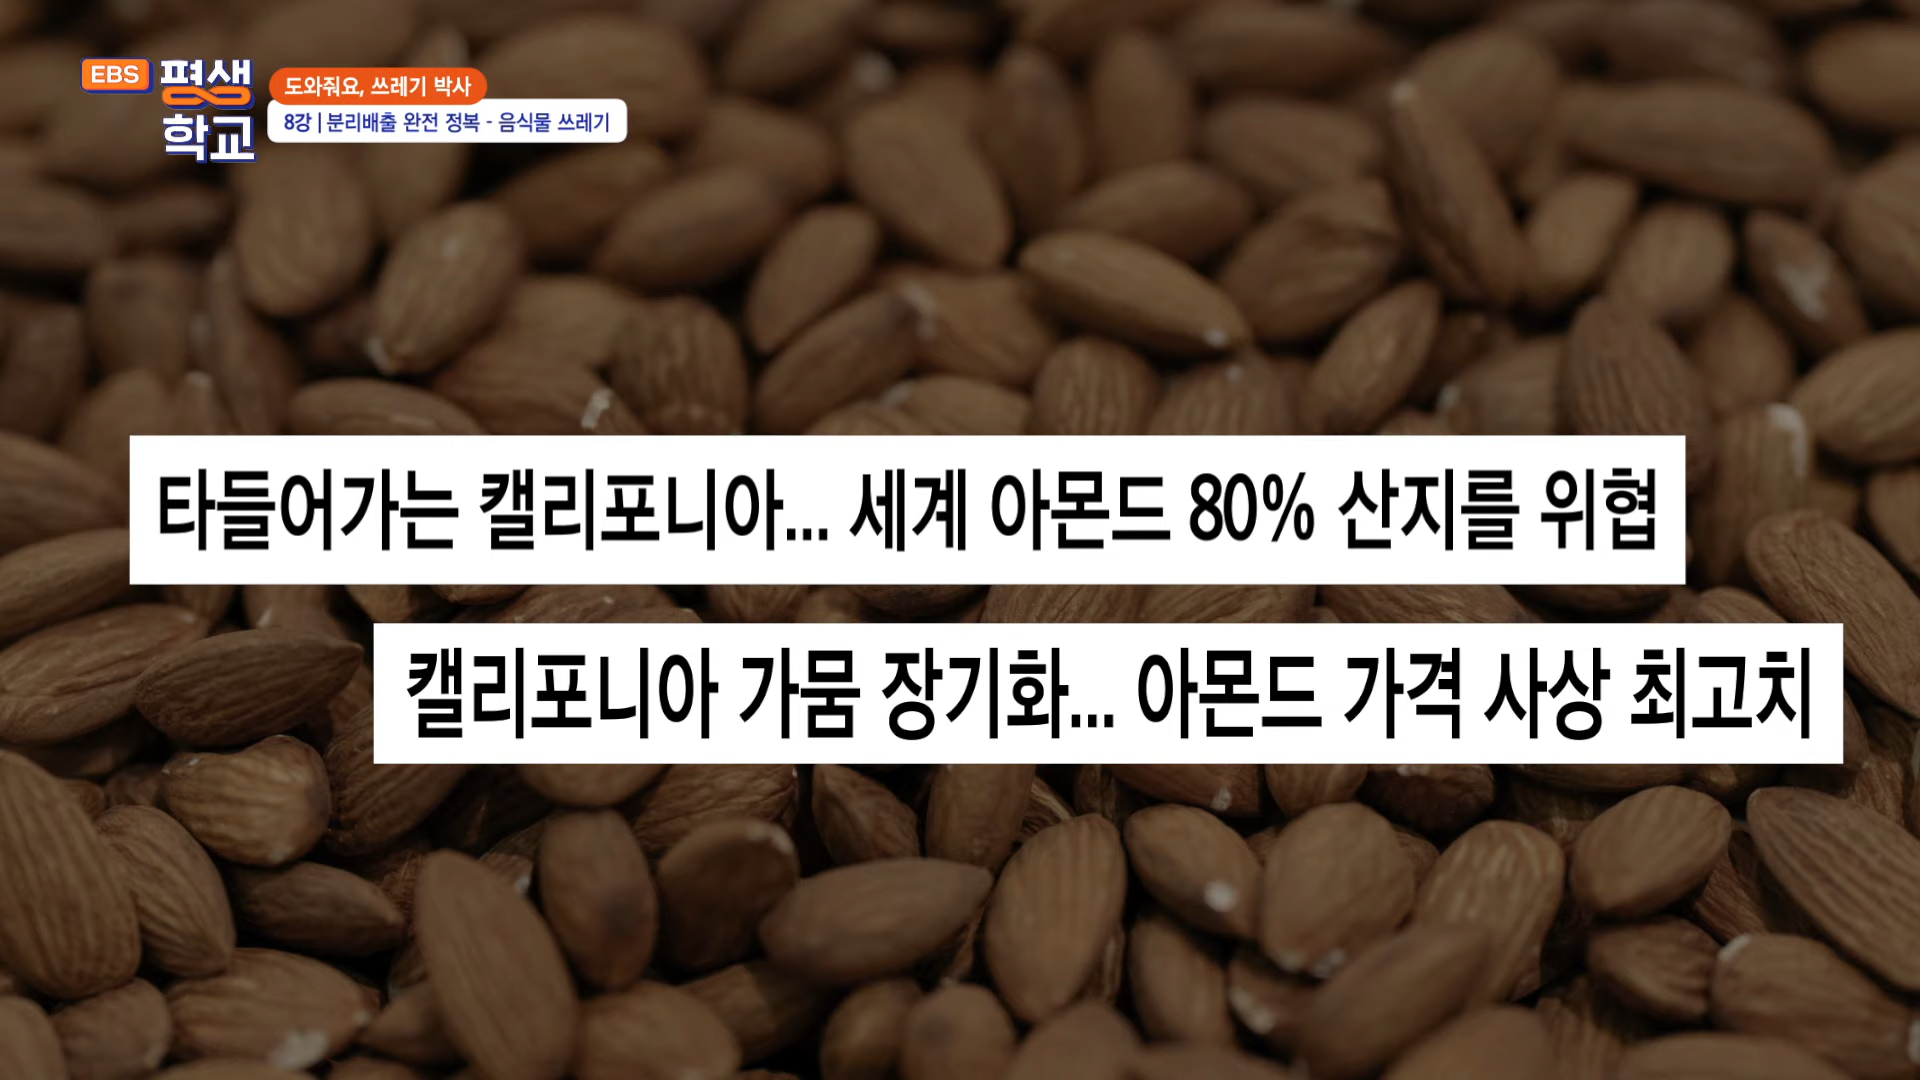 EBS 평생
학교
도와줘요, 쓰레기 박사
8강 | 분리배출 완전 정복 - 음식물 쓰레기
타들어가는 캘리포니아... 세계 아몬드 80% 산지를 위협
캘리포니아 가뭄 장기화... 아몬드 가격 사상 최고치